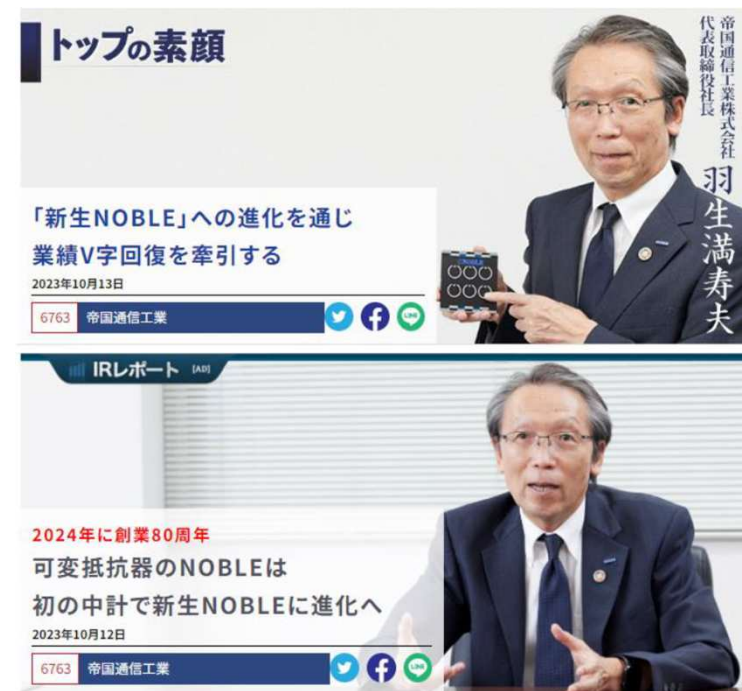 トップの素顔
帝国通信工業株式会社
代表取締役社長
羽生満寿夫
NOBLE
「新生NOBLE」への進化を通じ
業績V字回復を牽引する
2023年10月13日
6763 帝国通信工業
LINE
IRレポート [AD]
2024年に創業80周年
可変抵抗器のNOBLEは
初の中計で新生NOBLEに進化へ
2023年10月12日
6763 帝国通信工業
LINE